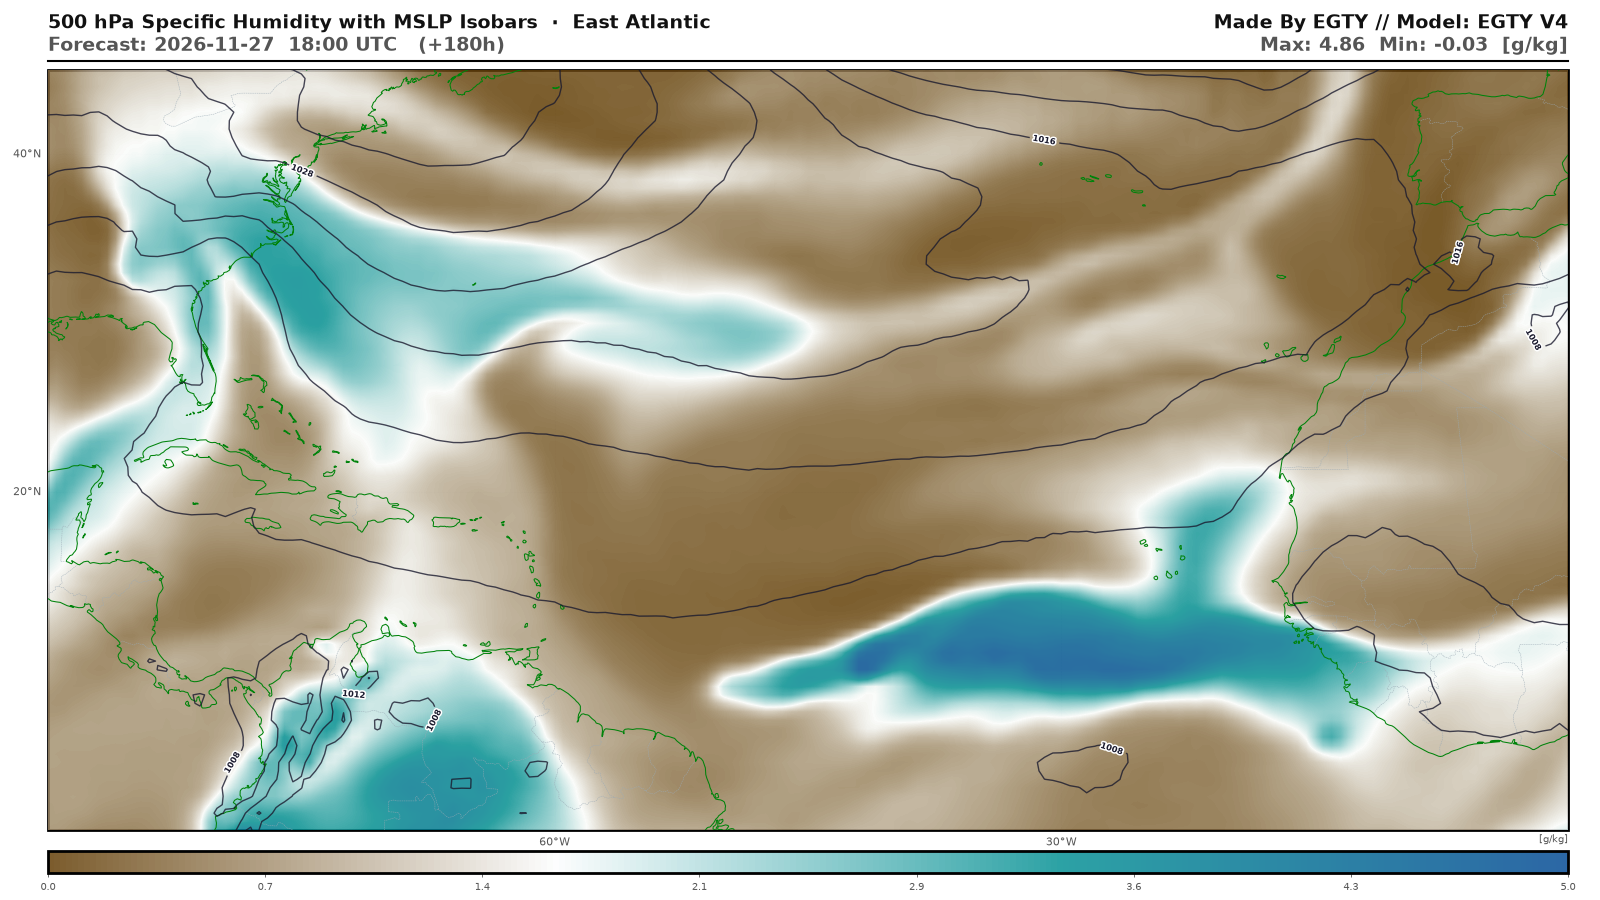 500 hPa Specific Humidity with MSLP Isobars · East Atlantic
Made By EGTY // Model: EGTY V4
Forecast: 2026-11-27 18:00 UTC (+180h)
Max: 4.86 Min: -0.03 [g/kg]
40°N
1016
1028
1016
1008
20°N
1012
1008
1008
1008
60°W
30°W
[g/kg]
0.0
0.7
1.4
2.1
2.9
3.6
4.3
5.0